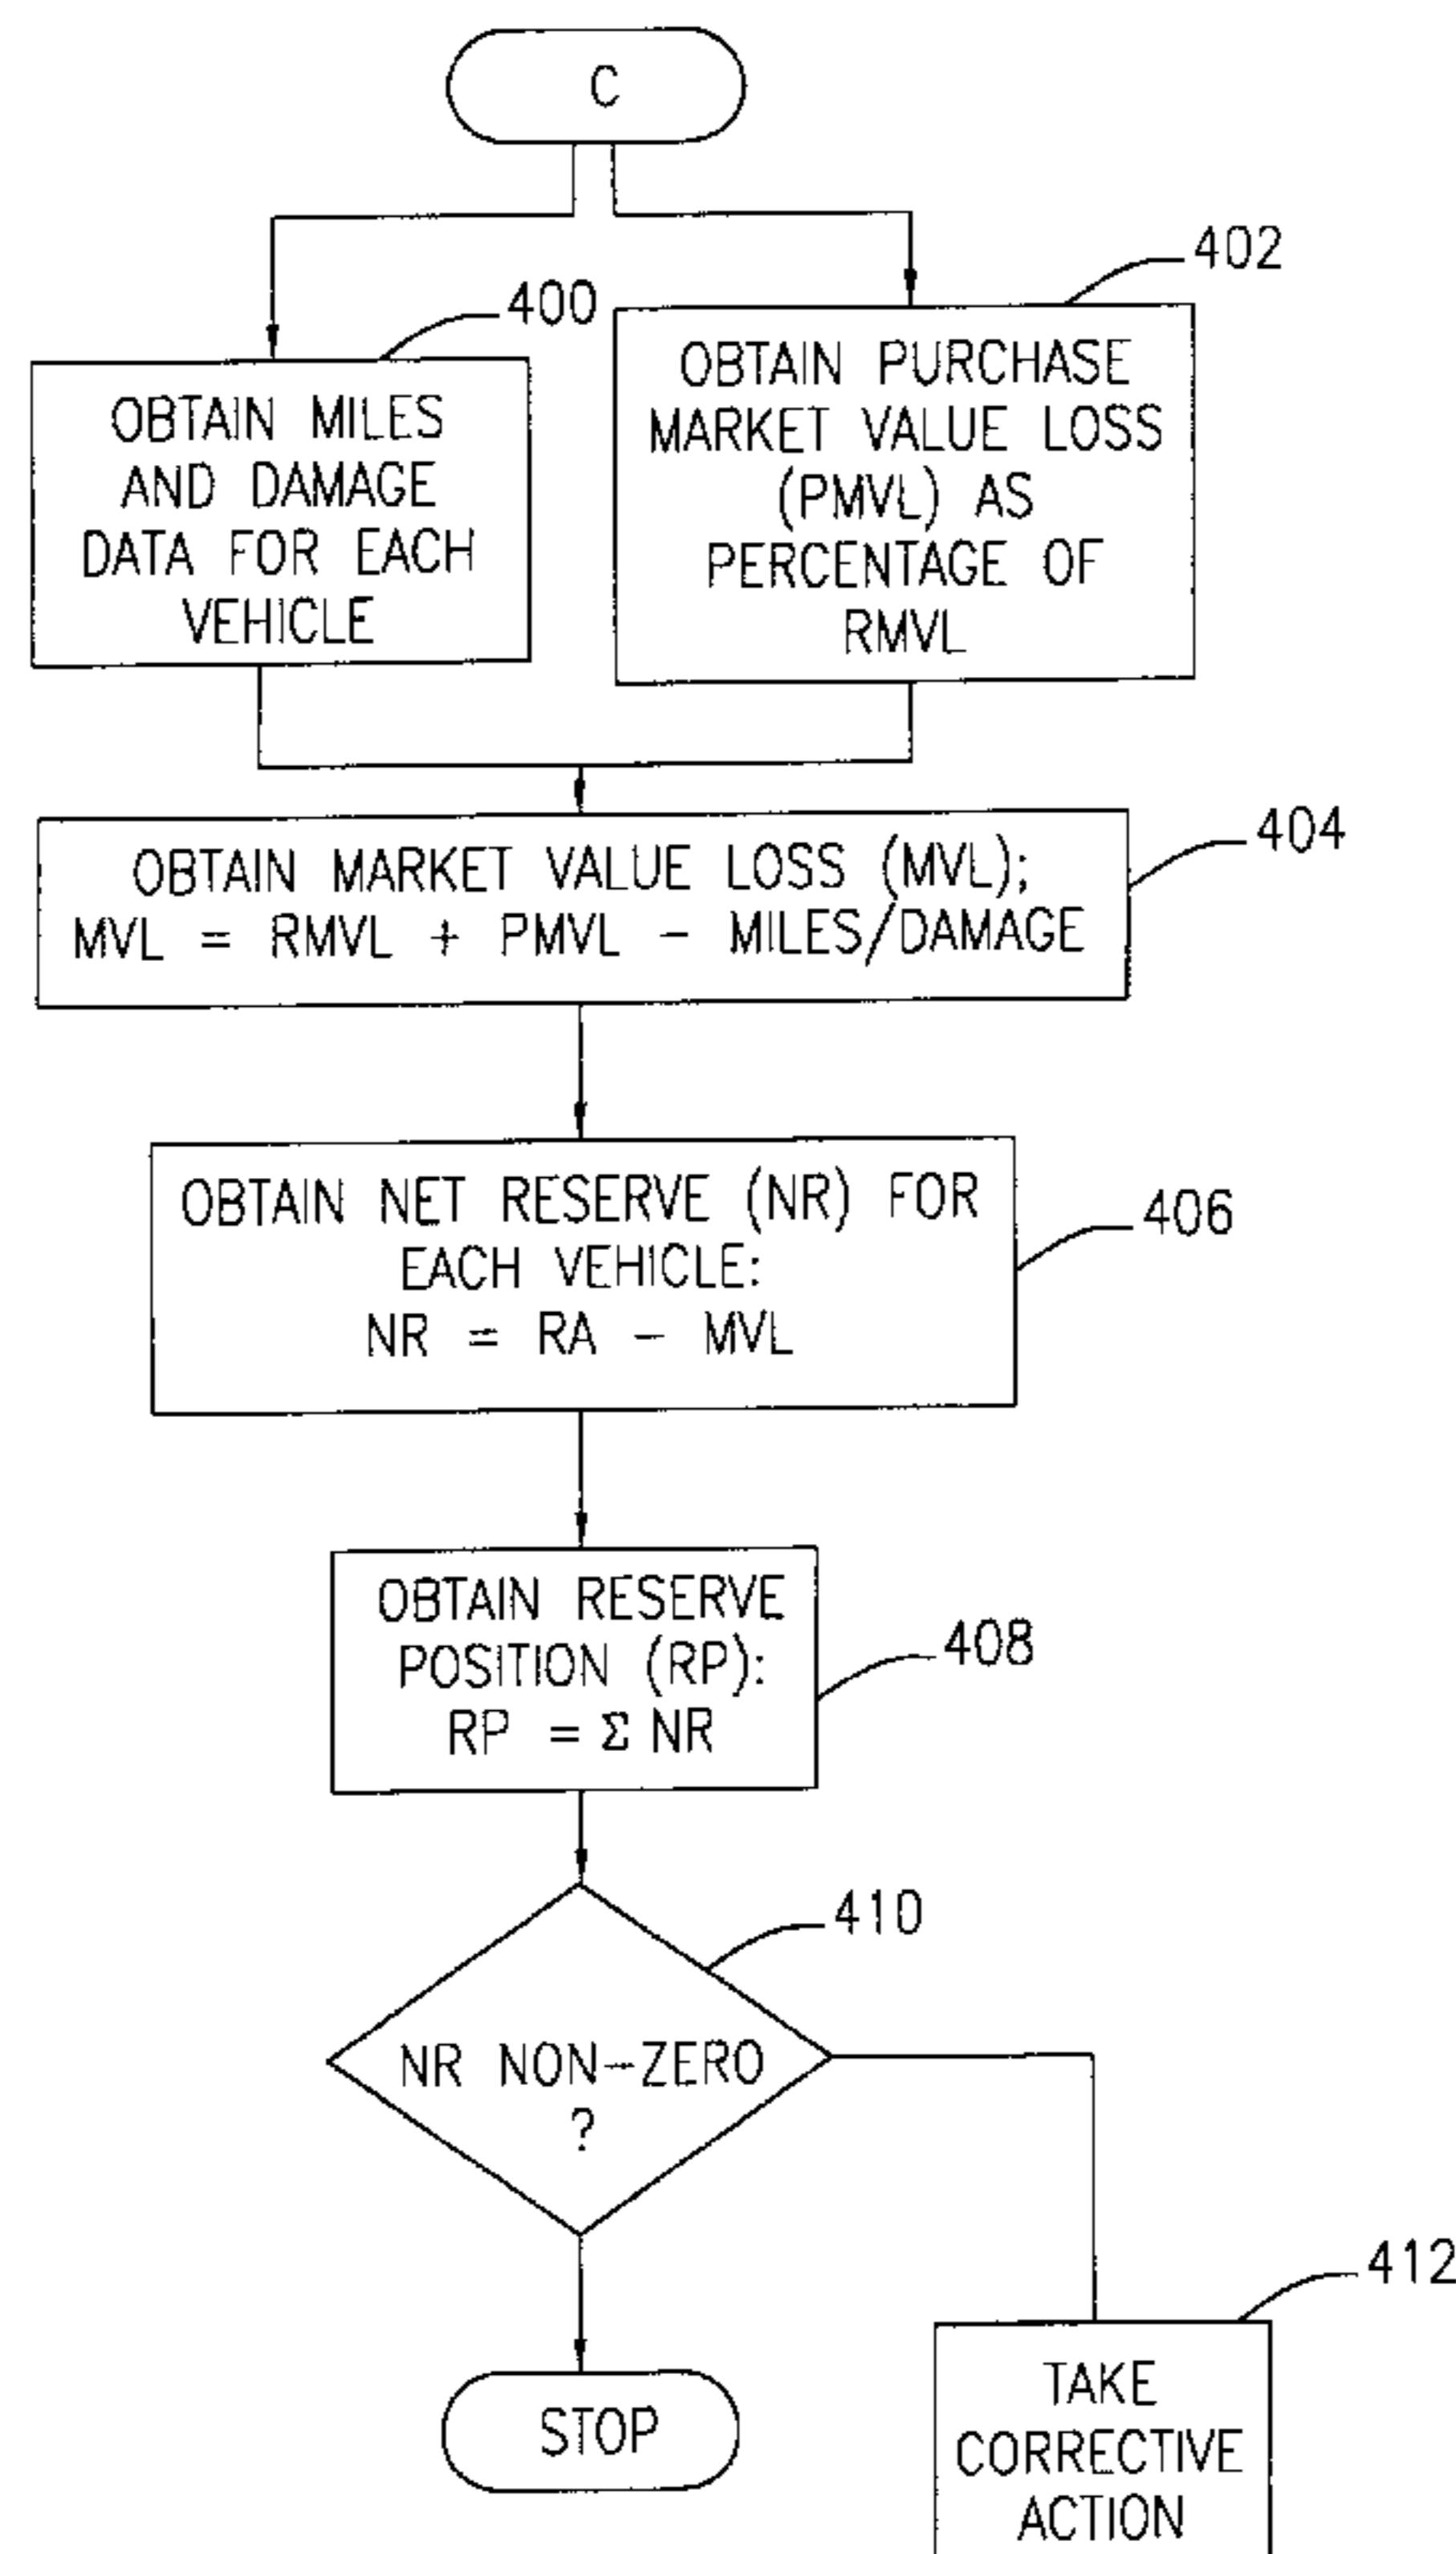 C
402
400
OBTAIN MILES
AND DAMAGE
DATA FOR EACH
VEHICLE
OBTAIN PURCHASE
MARKET VALUE LOSS
(PMVL) AS
PERCENTAGE OF
RMVL
404
OBTAIN MARKET VALUE LOSS (MVL);
MVL = RMVL + PMVL - MILES/DAMAGE
406
OBTAIN NET RESERVE (NR) FOR
EACH VEHICLE:
NR = RA - MVL
408
OBTAIN RESERVE
POSITION (RP):
RP = Σ NR
410
NR NON-ZERO
?
412
STOP
TAKE
CORRECTIVE
ACTION